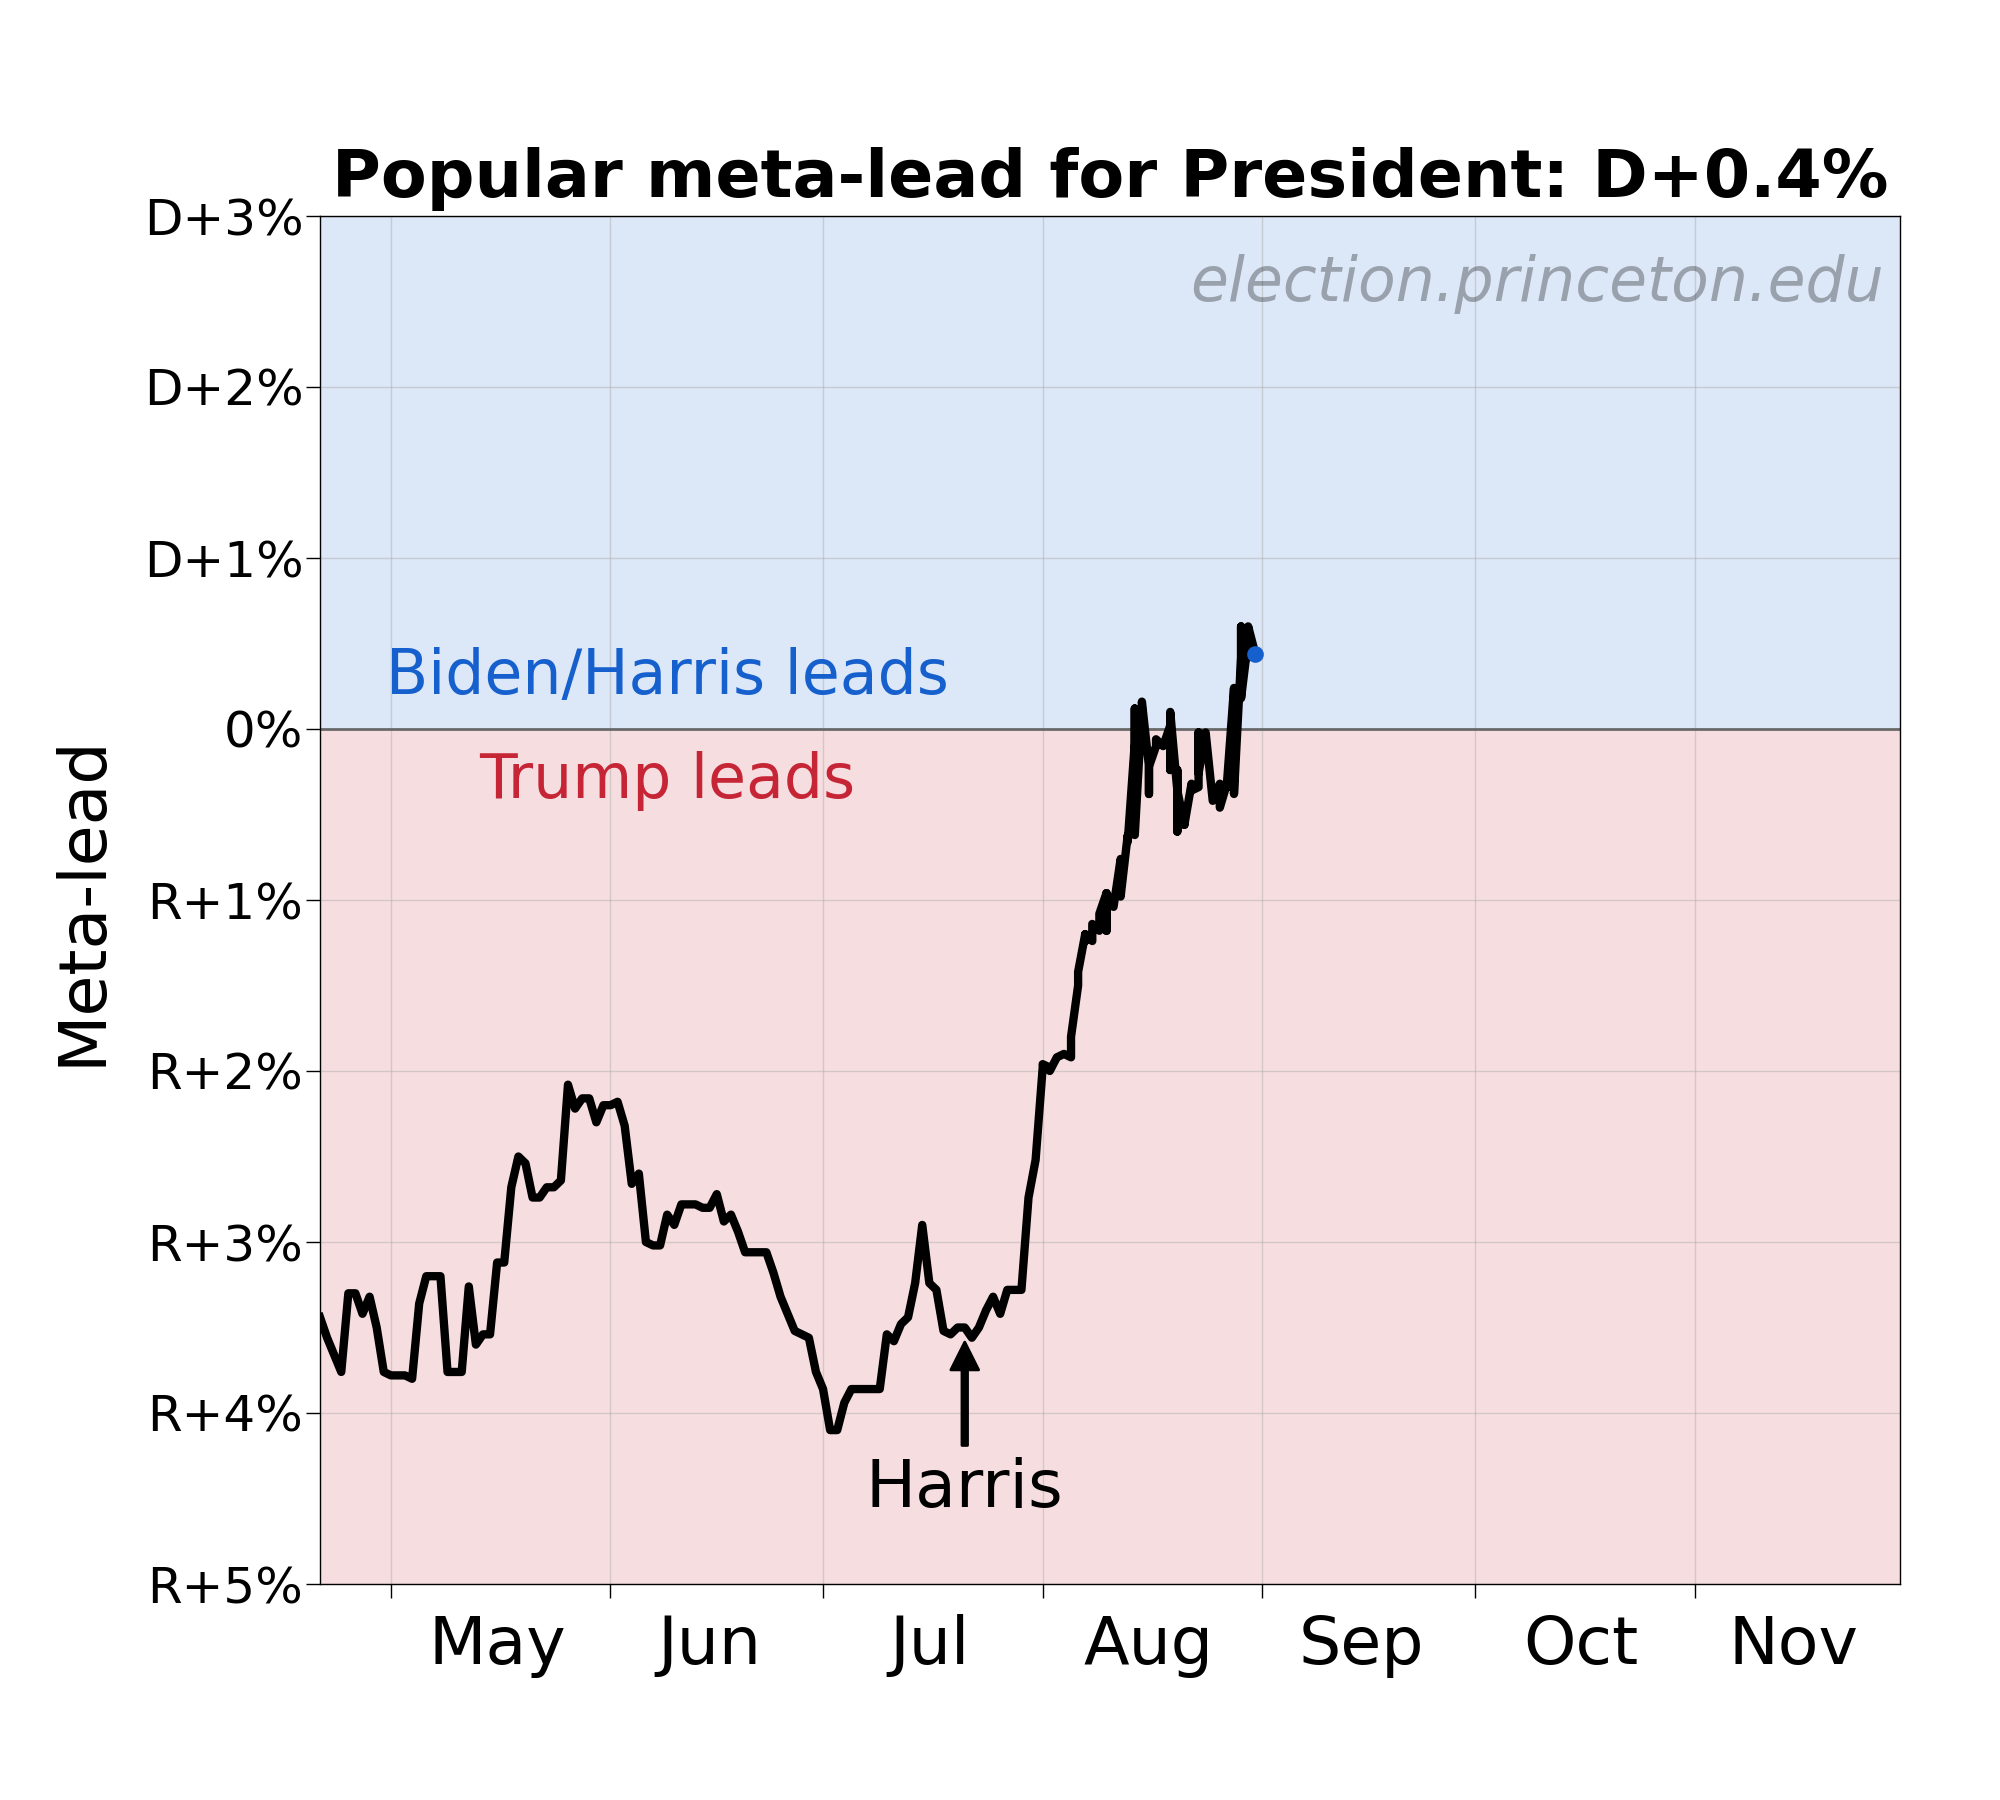 Popular meta-lead for President: D+0.4%
D+3%
election.princeton.edu
D+2%
D+1%
Biden/Harris leads
0%
Trump leads
Meta-lead
R+1%
R+2%
R+3%
R+4%
Harris
R+5%
May Jun Jul Aug Sep Oct Nov